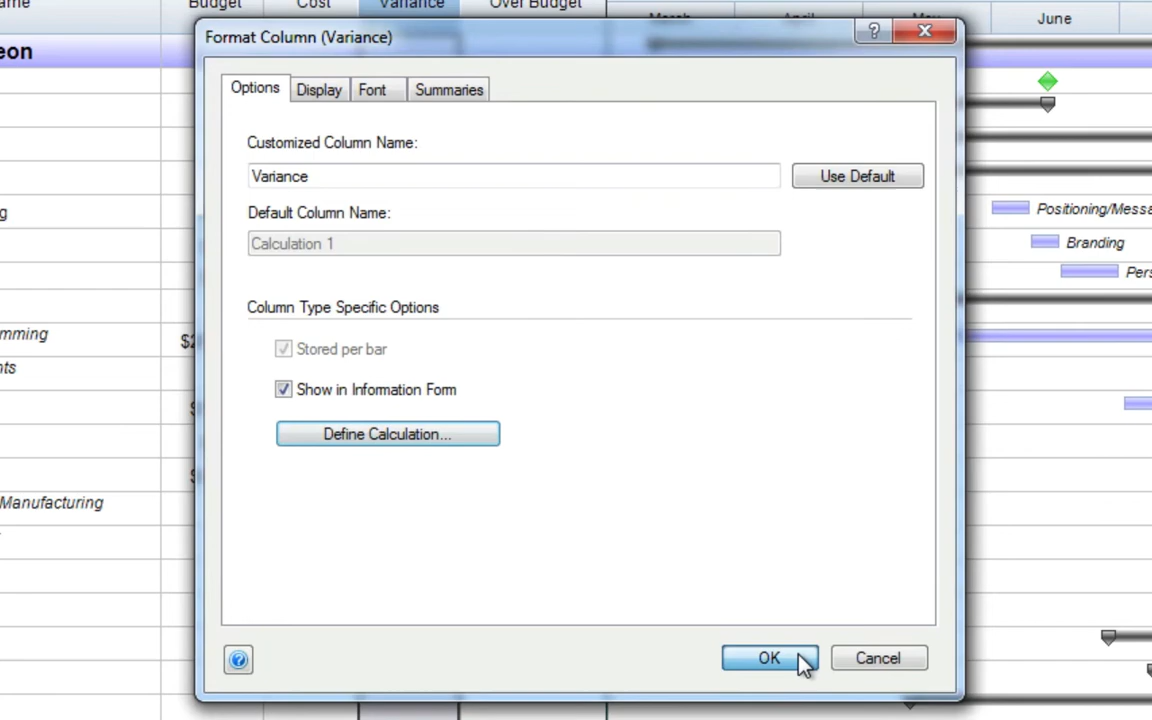 Budget Cost Variance Over Budget
March April May June
Format Column (Variance)
Options Display Font Summaries
Customized Column Name:
Variance Use Default
Default Column Name:
Calculation 1
Column Type Specific Options
Stored per bar
Show in Information Form
Define Calculation...
OK Cancel
Positioning/Messa
Branding
Pers
mming
Manufacturing